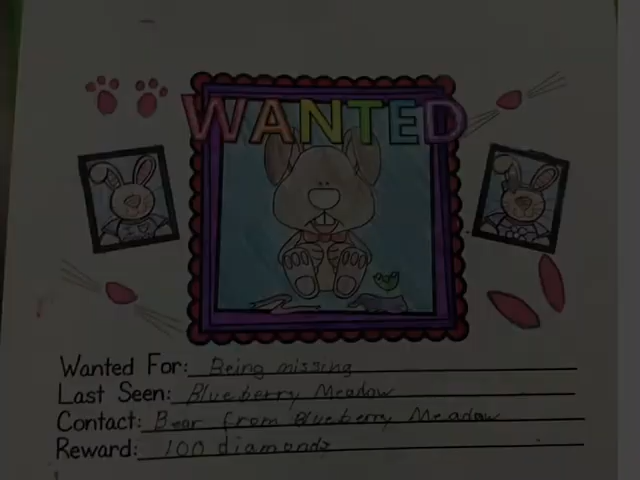 WANTED
Wanted For: Being missing
Last Seen: Blueberry Meadow
Contact: Bear from Blueberry Meadow
Reward: 100 diamonds